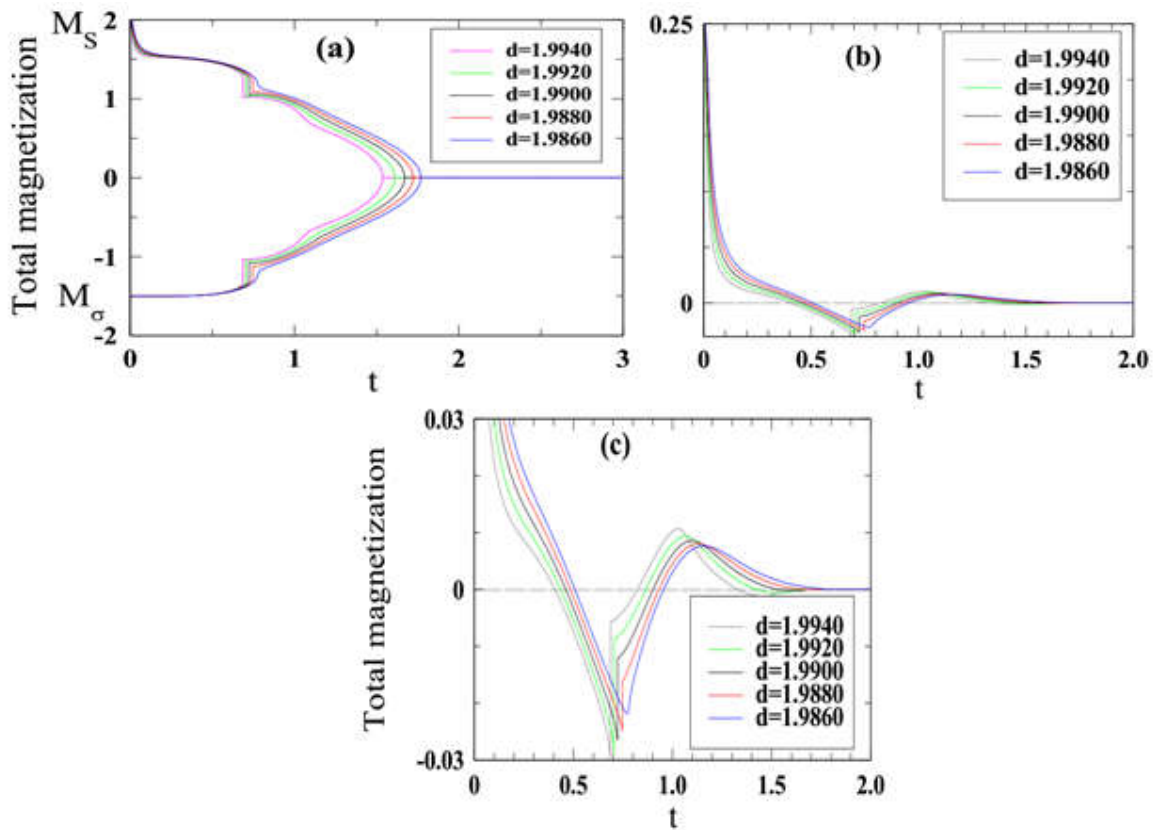 Total magnetization
M_S
2
1
0
-1
M_σ
-2
0
1
2
3
t
(a)
d=1.9940
d=1.9920
d=1.9900
d=1.9880
d=1.9860
0.25
0
0
0.5
1.0
1.5
2.0
t
(b)
d=1.9940
d=1.9920
d=1.9900
d=1.9880
d=1.9860
Total magnetization
0.03
0
-0.03
0
0.5
1.0
1.5
2.0
t
(c)
d=1.9940
d=1.9920
d=1.9900
d=1.9880
d=1.9860